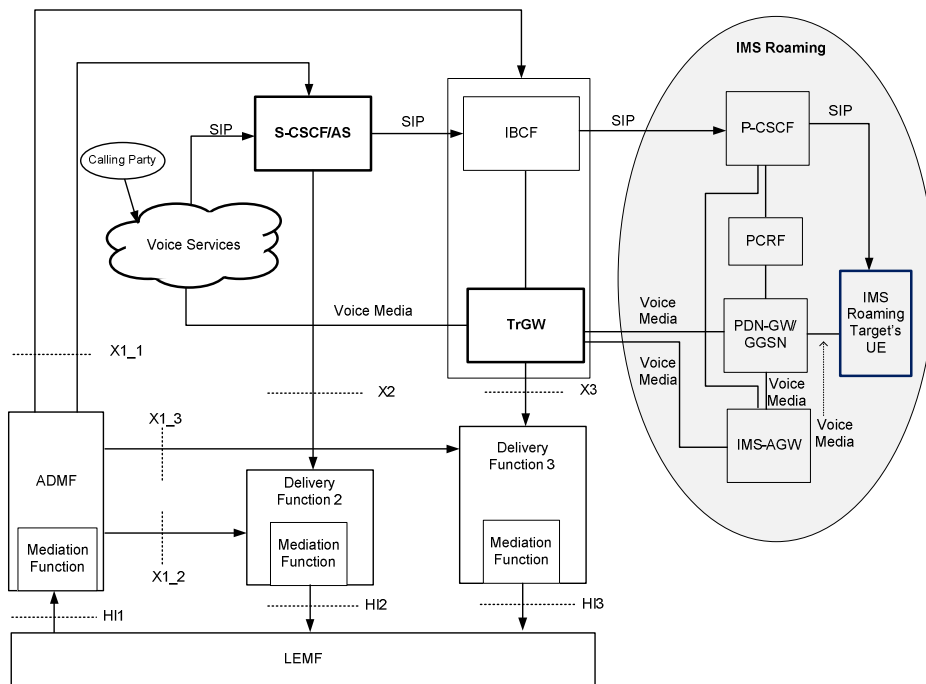 IMS Roaming
SIP
S-CSCF/AS
SIP
IBCF
SIP
P-CSCF
SIP
Calling Party
Voice Services
PCRF
Voice Media
TrGW
Voice
Media
PDN-GW/
GGSN
IMS
Roaming
Target's
UE
Voice
Media
Voice
Media
Voice
Media
IMS-AGW
X1_1
X2
X3
X1_3
ADMF
Mediation
Function
X1_2
Delivery
Function 2
Mediation
Function
Delivery
Function 3
Mediation
Function
HI1
HI2
HI3
LEMF